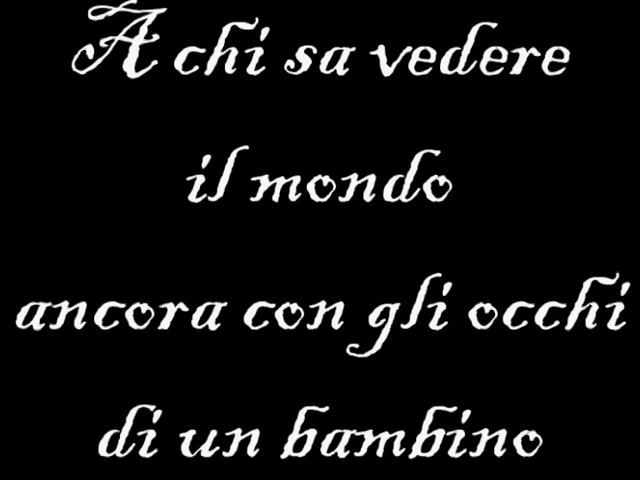 A chi sa vedere
il mondo
ancora con gli occhi
di un bambino